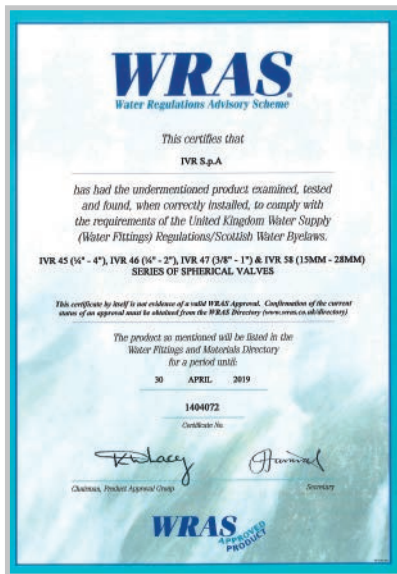 WRAS
Water Regulations Advisory Scheme
This certifies that
IVR S.p.A
has had the undermentioned product examined, tested
and found, when correctly installed, to comply with
the requirements of the United Kingdom Water Supply
(Water Fittings) Regulations/Scottish Water Byelaws.
IVR 45 (¼" - 4"), IVR 46 (¼" - 2"), IVR 47 (3/8" - 1") & IVR 58 (15MM - 28MM)
SERIES OF SPHERICAL VALVES
This certificate by itself is not evidence of a valid WRAS Approval. Confirmation of the current
status of an approval must be obtained from the WRAS Directory (www.wras.co.uk/directory)
The product so mentioned will be listed in the
Water Fittings and Materials Directory
for a period until:
30 APRIL 2019
1404072
Certificate No.
Chairman, Product Approval Group
Secretary
WRAS APPROVED
PRODUCT